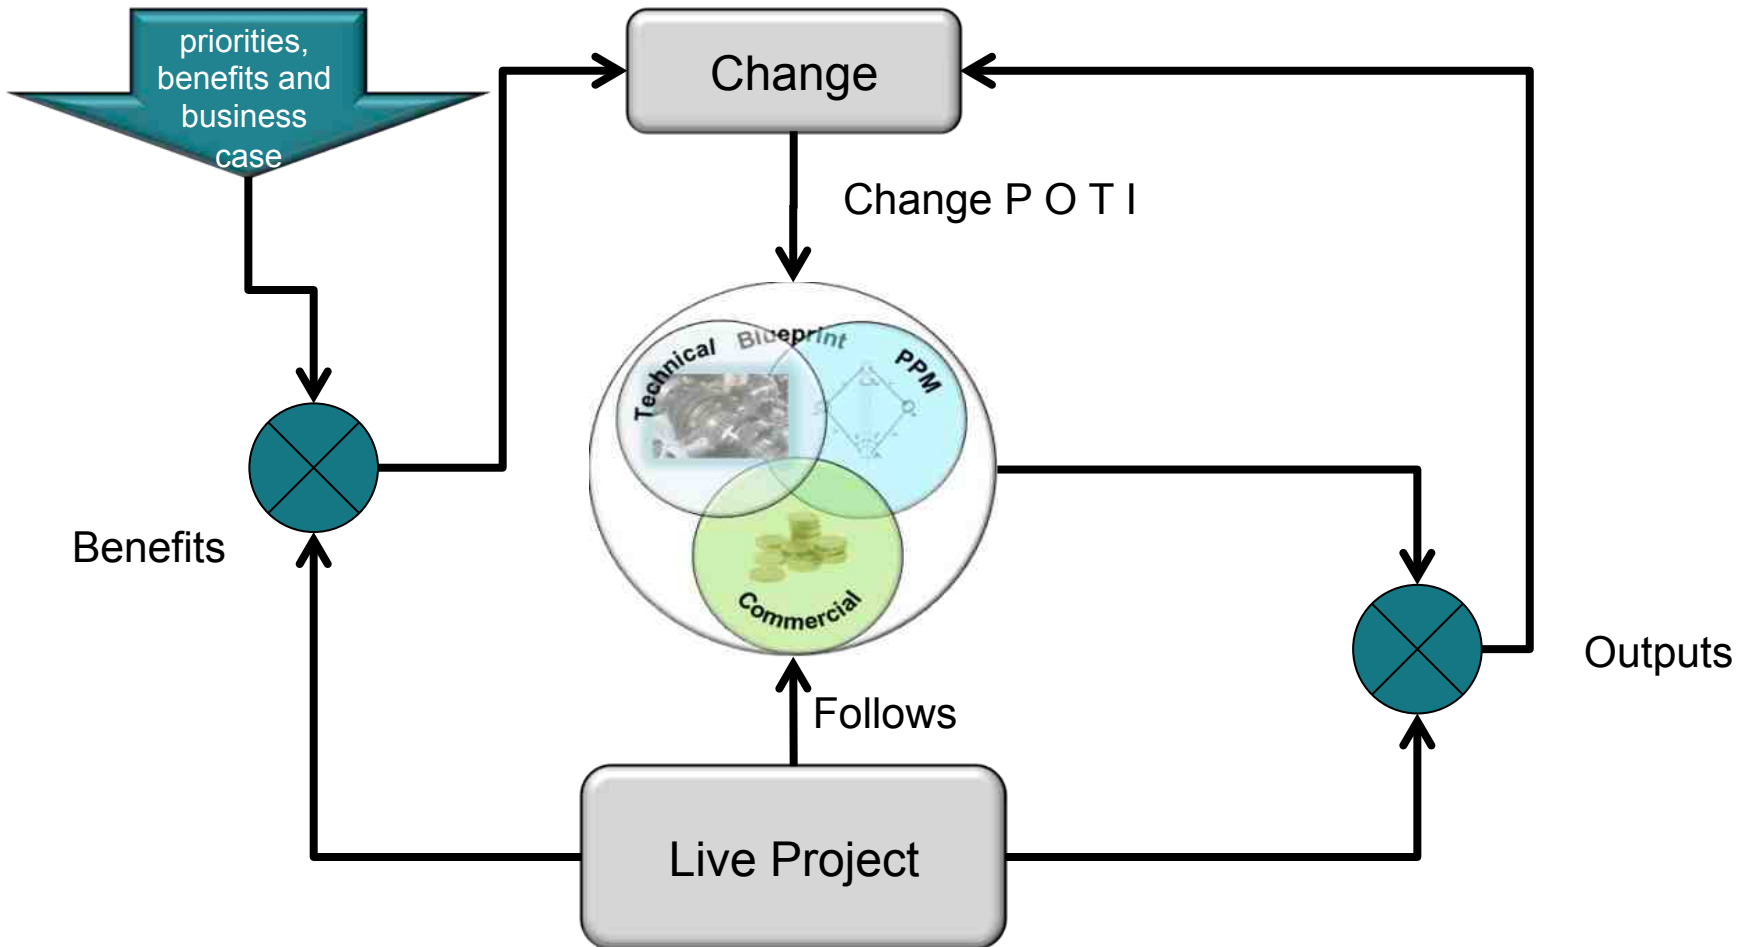 priorities,
benefits and
business
case
Change
Change P O T I
Blueprint
Technical
PPM
Commercial
Benefits
Outputs
Follows
Live Project